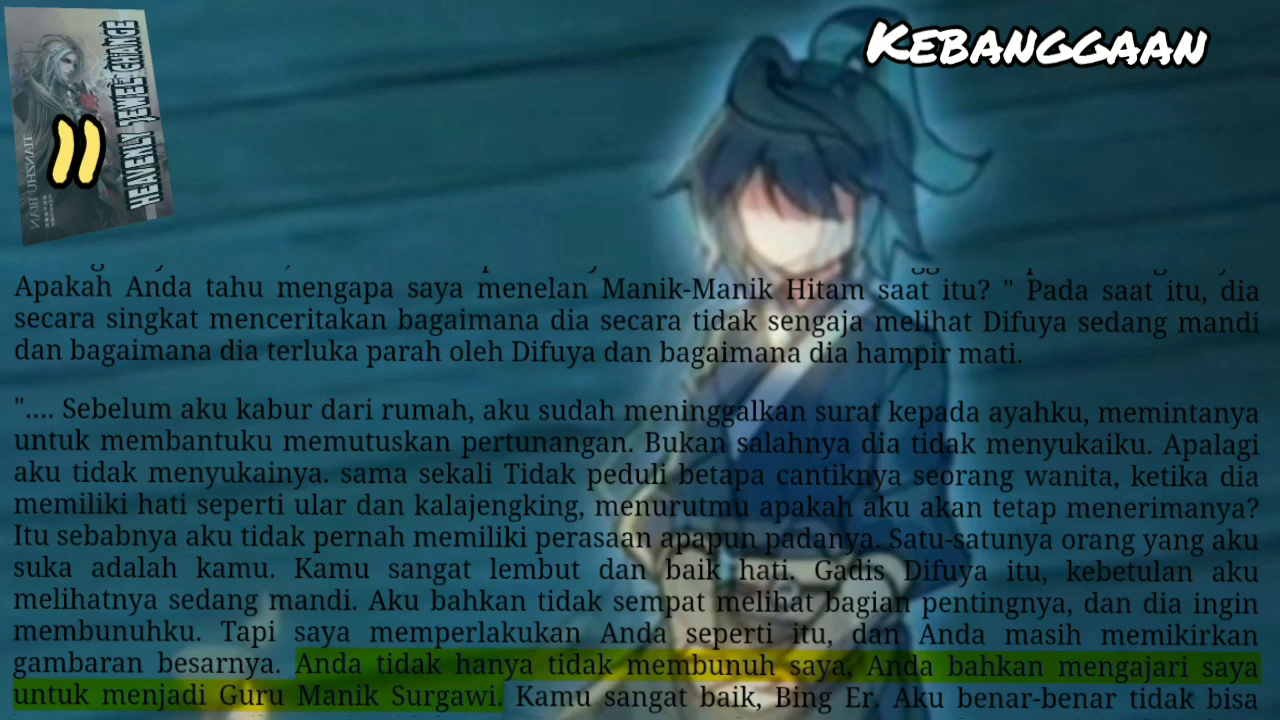 KEBANGGAAN
HEAVENLY JEWEL CHANGE
11
TIANZHU BIAN
Apakah Anda tahu mengapa saya menelan Manik-Manik Hitam saat itu? " Pada saat itu, dia
secara singkat menceritakan bagaimana dia secara tidak sengaja melihat Difuya sedang mandi
dan bagaimana dia terluka parah oleh Difuya dan bagaimana dia hampir mati.
".... Sebelum aku kabur dari rumah, aku sudah meninggalkan surat kepada ayahku, memintanya
untuk membantuku memutuskan pertunangan. Bukan salahnya dia tidak menyukaiku. Apalagi
aku tidak menyukainya. sama sekali Tidak peduli betapa cantiknya seorang wanita, ketika dia
memiliki hati seperti ular dan kalajengking, menurutmu apakah aku akan tetap menerimanya?
Itu sebabnya aku tidak pernah memiliki perasaan apapun padanya. Satu-satunya orang yang aku
suka adalah kamu. Kamu sangat lembut dan baik hati. Gadis Difuya itu, kebetulan aku
melihatnya sedang mandi. Aku bahkan tidak sempat melihat bagian pentingnya, dan dia ingin
membunuhku. Tapi saya memperlakukan Anda seperti itu, dan Anda masih memikirkan
gambaran besarnya. Anda tidak hanya tidak membunuh saya, Anda bahkan mengajari saya
untuk menjadi Guru Manik Surgawi. Kamu sangat baik, Bing Er. Aku benar-benar tidak bisa